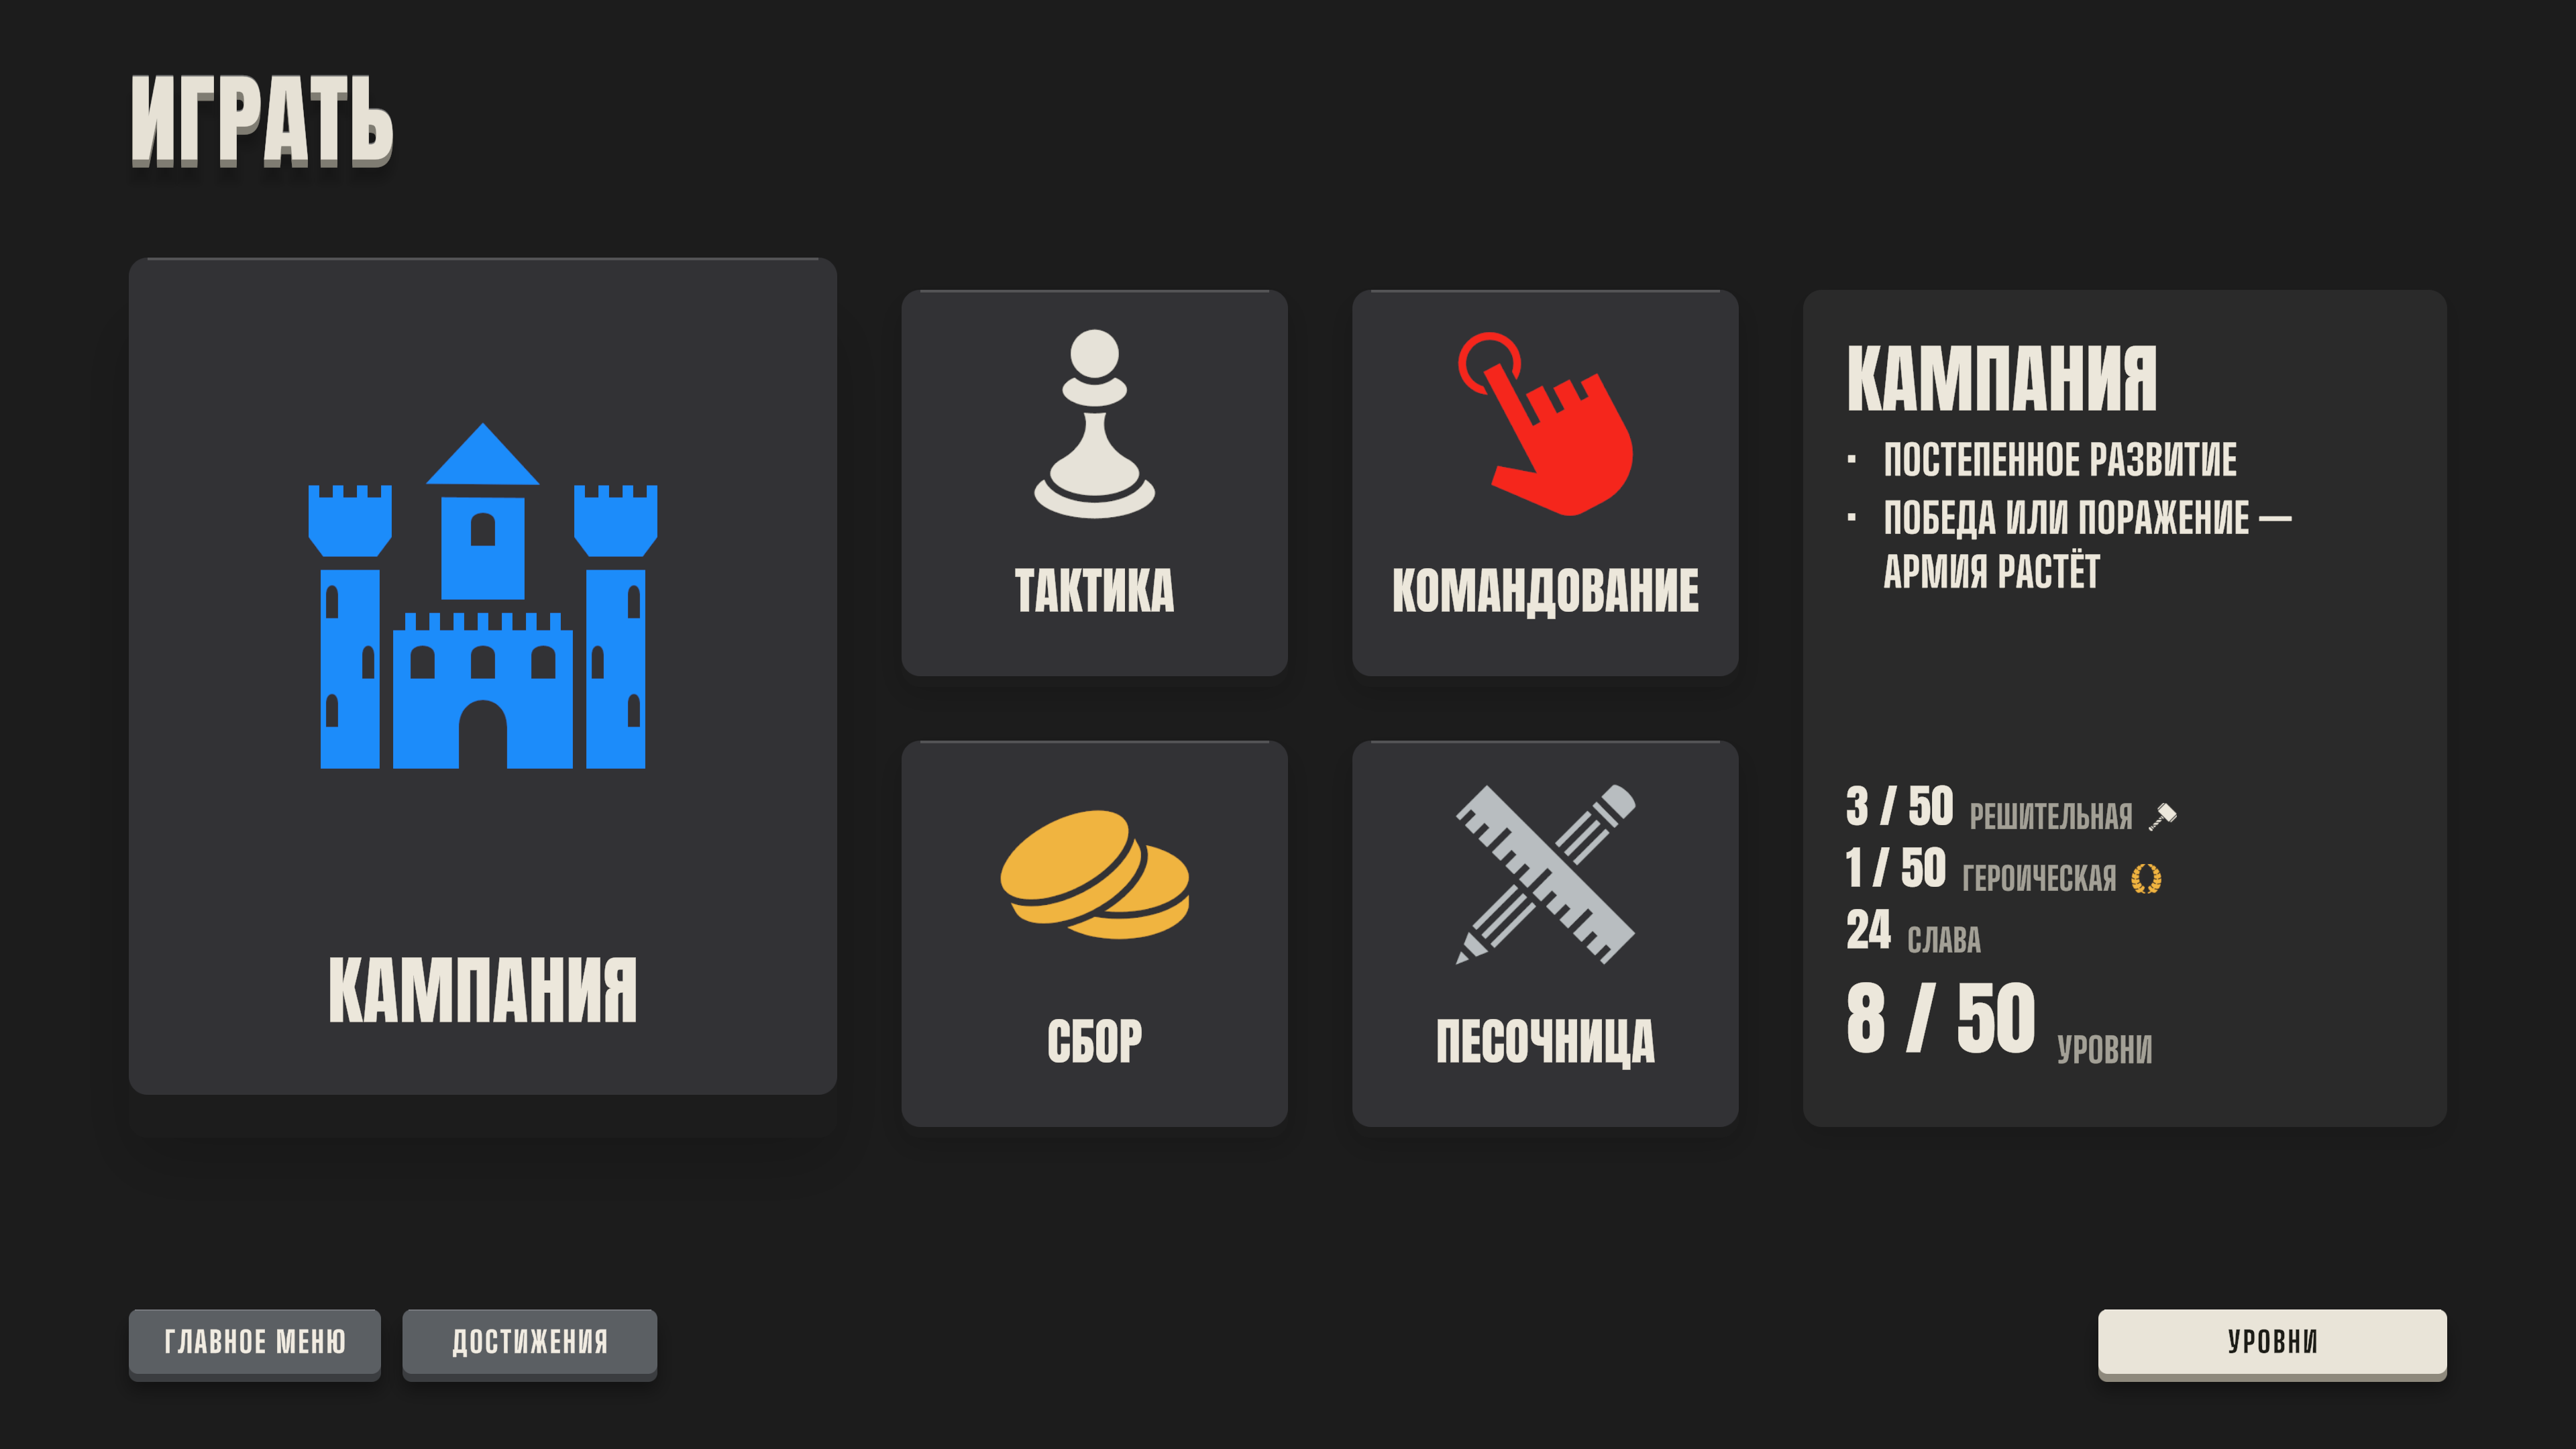 ИГРАТЬ
КАМПАНИЯ
ТАКТИКА
КОМАНДОВАНИЕ
СБОР
ПЕСОЧНИЦА
КАМПАНИЯ
· ПОСТЕПЕННОЕ РАЗВИТИЕ
· ПОБЕДА ИЛИ ПОРАЖЕНИЕ —
АРМИЯ РАСТЁТ
3 / 50 РЕШИТЕЛЬНАЯ
1 / 50 ГЕРОИЧЕСКАЯ
24 СЛАВА
8 / 50 УРОВНИ
ГЛАВНОЕ МЕНЮ
ДОСТИЖЕНИЯ
УРОВНИ